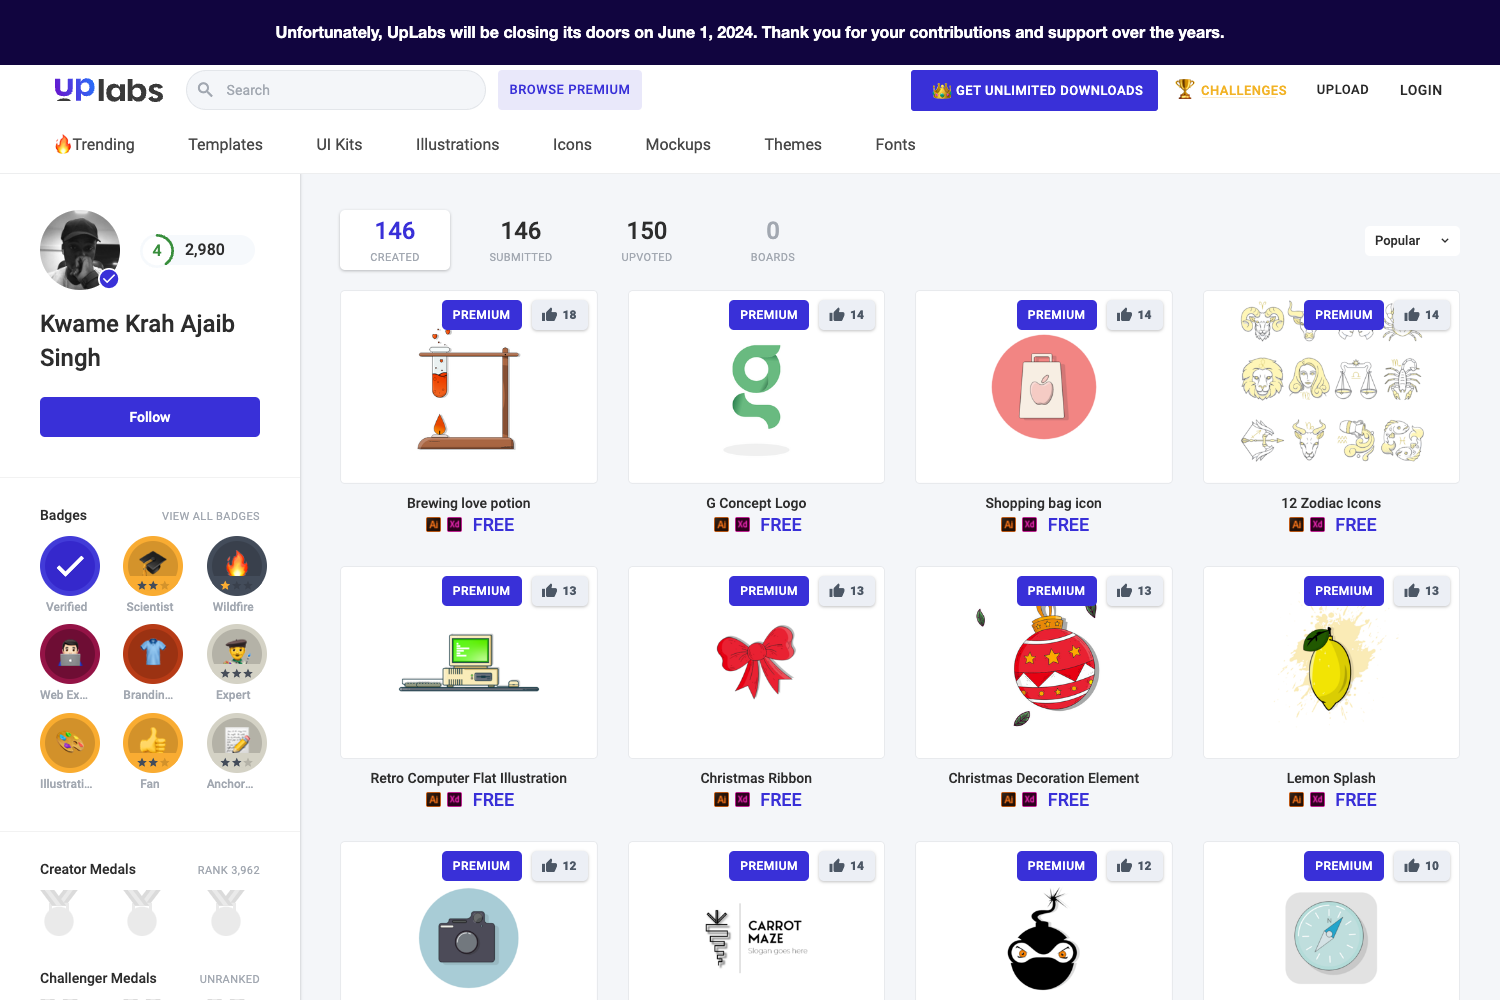 Unfortunately, UpLabs will be closing its doors on June 1, 2024. Thank you for your contributions and support over the years.
uplabs
Search
BROWSE PREMIUM
GET UNLIMITED DOWNLOADS
CHALLENGES
UPLOAD
LOGIN
Trending
Templates
UI Kits
Illustrations
Icons
Mockups
Themes
Fonts
4
2,980
Kwame Krah Ajaib
Singh
Follow
Badges
VIEW ALL BADGES
Verified
Scientist
Wildfire
Web Ex...
Brandin...
Expert
Illustrati...
Fan
Anchor...
Creator Medals
RANK 3,962
Challenger Medals
UNRANKED
146
CREATED
146
SUBMITTED
150
UPVOTED
0
BOARDS
Popular
PREMIUM
18
Brewing love potion
Ai Xd FREE
PREMIUM
14
G Concept Logo
Ai Xd FREE
PREMIUM
14
Shopping bag icon
Ai Xd FREE
PREMIUM
14
12 Zodiac Icons
Ai Xd FREE
PREMIUM
13
Retro Computer Flat Illustration
Ai Xd FREE
PREMIUM
13
Christmas Ribbon
Ai Xd FREE
PREMIUM
13
Christmas Decoration Element
Ai Xd FREE
PREMIUM
13
Lemon Splash
Ai Xd FREE
PREMIUM
12
PREMIUM
14
CARROT
MAZE
Slogan goes here
PREMIUM
12
PREMIUM
10
N